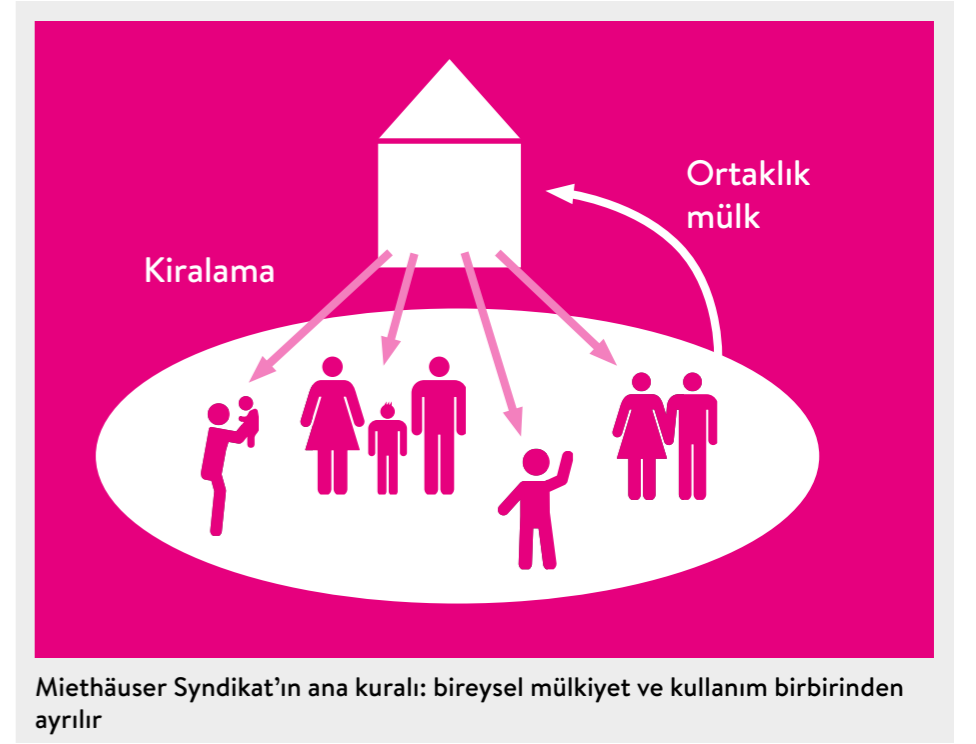 Ortaklık
mülk
Kiralama
Miethäuser Syndikat’ın ana kuralı: bireysel mülkiyet ve kullanım birbirinden
ayrılır